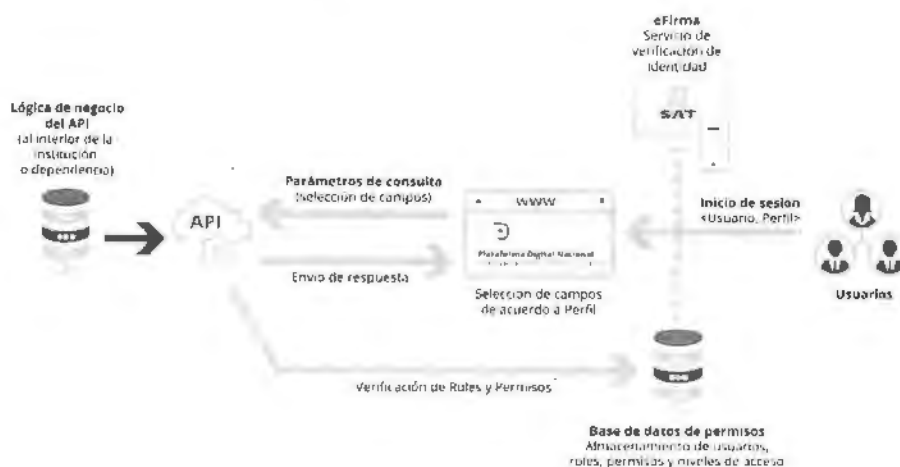 eFirma
Servicio de
verificación de
identidad
SAT
Lógica de negocio
del API
(al interior de la
institución
o dependencia)
API
Parámetros de consulta
(selección de campos)
Envío de respuesta
WWW
Plataforma Digital Nacional
Selección de campos
de acuerdo a Perfil
Inicio de sesión
<Usuario, Perfil>
Usuarios
Verificación de Roles y Permisos
Base de datos de permisos
Almacenamiento de usuarios,
roles, permisos y niveles de acceso